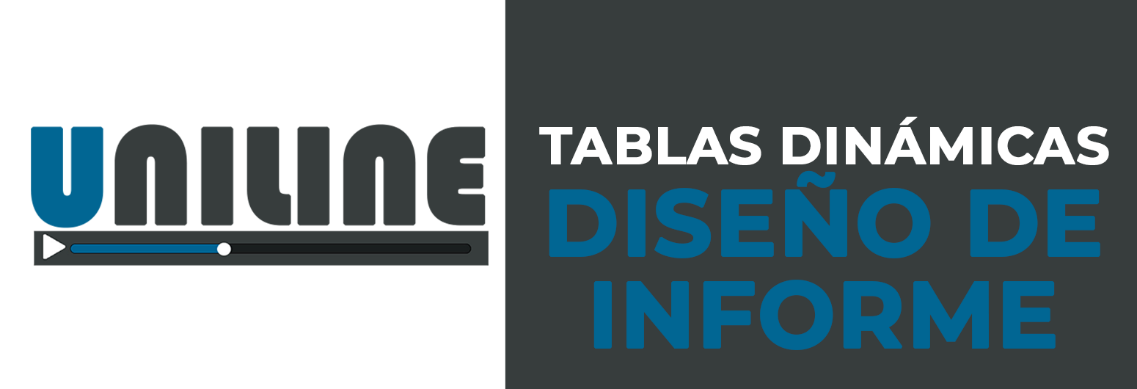 UNILINE
TABLAS DINÁMICAS
DISEÑO DE
INFORME